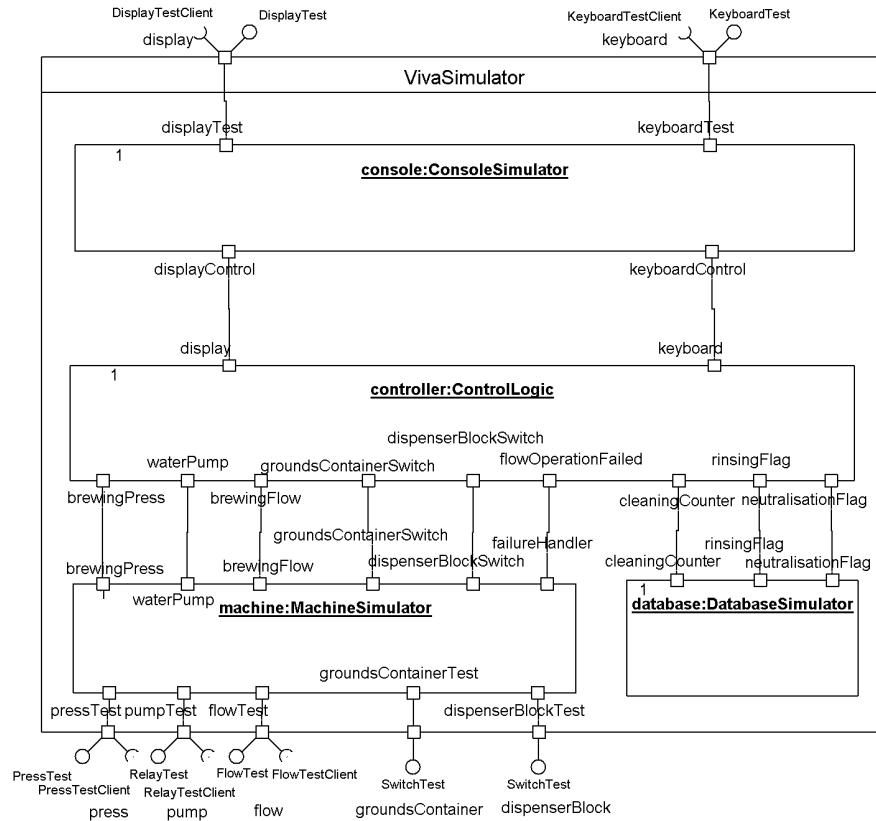 DisplayTestClient
DisplayTest
KeyboardTestClient
KeyboardTest
display
keyboard
VivaSimulator
displayTest
keyboardTest
1
console:ConsoleSimulator
displayControl
keyboardControl
display
keyboard
1
controller:ControlLogic
dispenserBlockSwitch
waterPump
groundsContainerSwitch
flowOperationFailed
rinsingFlag
brewingPress
brewingFlow
cleaningCounter
neutralisationFlag
groundsContainerSwitch
failureHandler
rinsingFlag
brewingPress
brewingFlow
dispenserBlockSwitch
cleaningCounter
neutralisationFlag
waterPump
1
machine:MachineSimulator
database:DatabaseSimulator
groundsContainerTest
pressTest
pumpTest
flowTest
dispenserBlockTest
PressTest
RelayTest
FlowTest
FlowTestClient
SwitchTest
SwitchTest
PressTestClient
RelayTestClient
press
pump
flow
groundsContainer
dispenserBlock